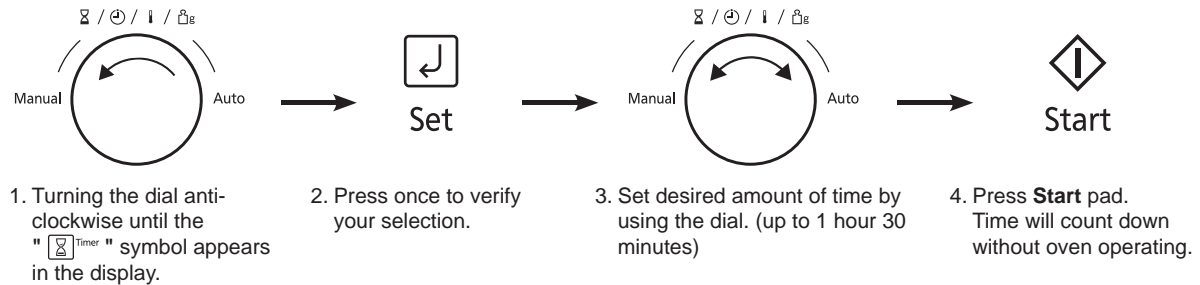 / / / g
Manual Auto
Set
/ / / g
Manual Auto
Start
1. Turning the dial anti-
clockwise until the
" Timer " symbol appears
in the display.
2. Press once to verify
your selection.
3. Set desired amount of time by
using the dial. (up to 1 hour 30
minutes)
4. Press Start pad.
Time will count down
without oven operating.